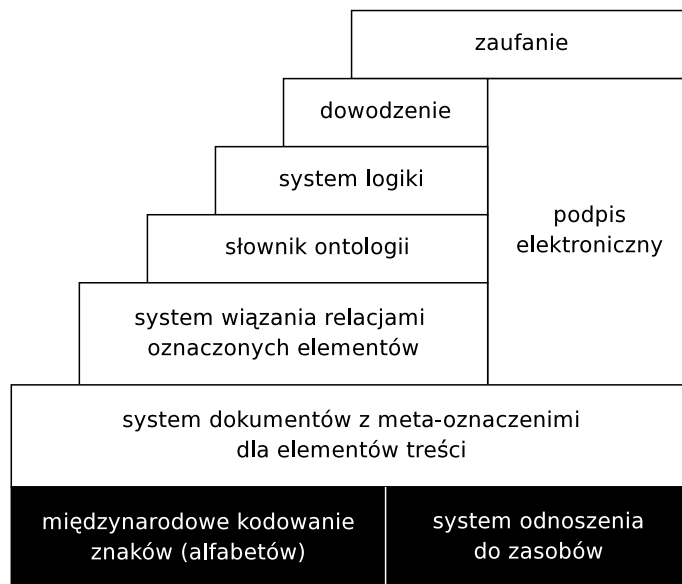 zaufanie
dowodzenie
system logiki
słownik ontologii
podpis
elektroniczny
system wiązania relacjami
oznaczonych elementów
system dokumentów z meta-oznaczenimi
dla elementów treści
międzynarodowe kodowanie
znaków (alfabetów)
system odnoszenia
do zasobów